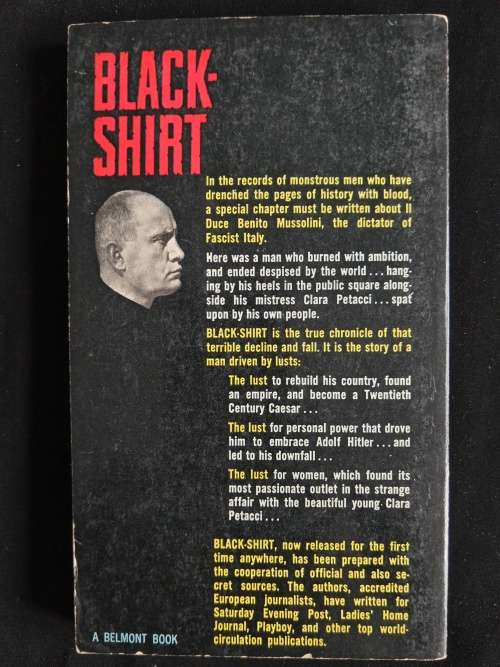 BLACK-
SHIRT
In the records of monstrous men who have
drenched the pages of history with blood,
a special chapter must be written about Il
Duce Benito Mussolini, the dictator of
Fascist Italy.
Here was a man who burned with ambition,
and ended despised by the world...hang-
ing by his heels in the public square along-
side his mistress Clara Petacci...spat
upon by his own people.
BLACK-SHIRT is the true chronicle of that
terrible decline and fall. It is the story of a
man driven by lusts:
The lust to rebuild his country, found
an empire, and become a Twentieth
Century Caesar...
The lust for personal power that drove
him to embrace Adolf Hitler...and
led to his downfall...
The lust for women, which found its
most passionate outlet in the strange
affair with the beautiful young Clara
Petacci...
BLACK-SHIRT, now released for the first
time anywhere, has been prepared with
the cooperation of official and also se-
cret sources. The authors, accredited
European journalists, have written for
Saturday Evening Post, Ladies' Home
Journal, Playboy, and other top world-
circulation publications.
A BELMONT BOOK